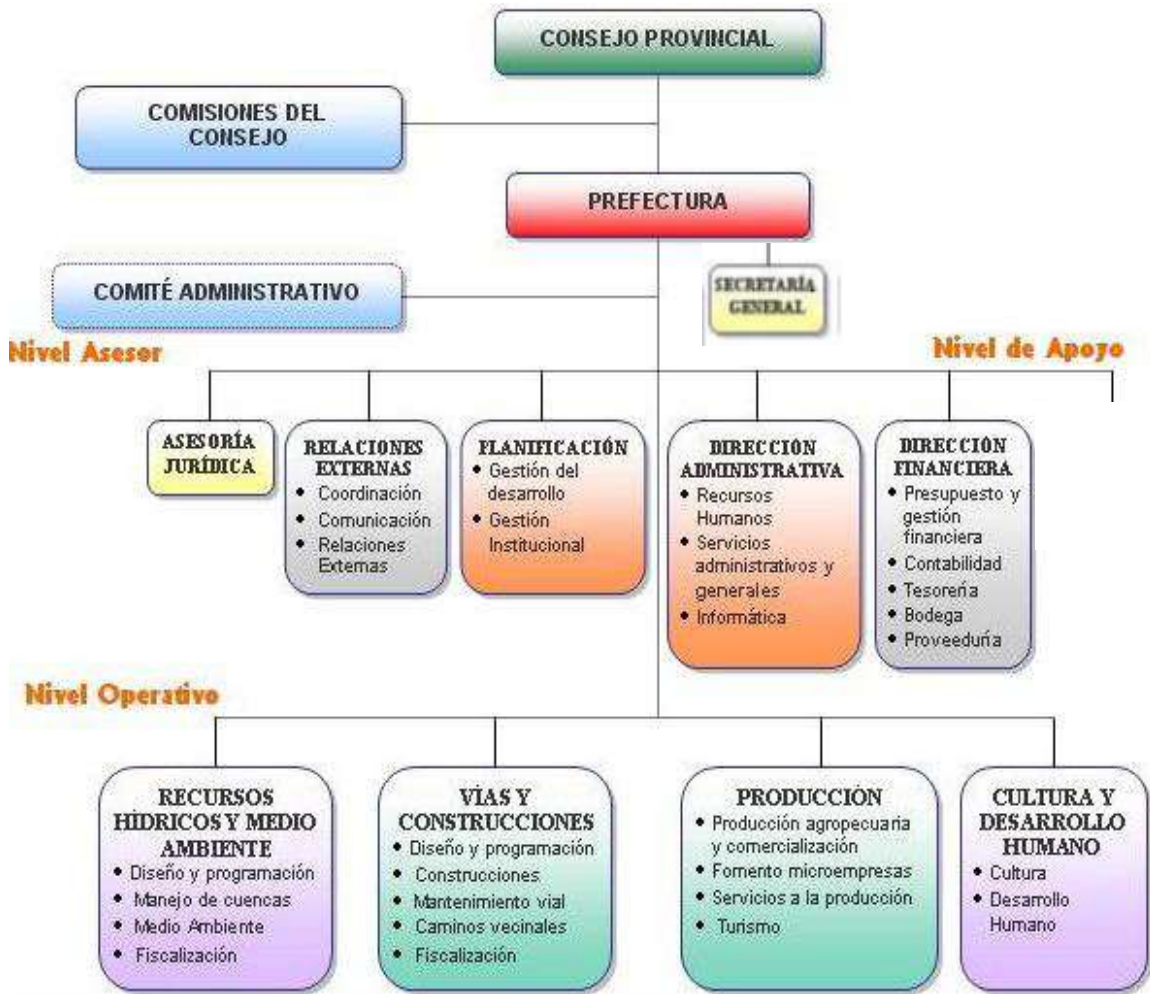 CONSEJO PROVINCIAL
COMISIONES DEL
CONSEJO
PREFECTURA
COMITÉ ADMINISTRATIVO
SECRETARÍA
GENERAL
Nivel Asesor
Nivel de Apoyo
ASESORÍA
JURÍDICA
RELACIONES
EXTERNAS
• Coordinación
• Comunicación
• Relaciones
Externas
PLANIFICACIÓN
• Gestión del
desarrollo
• Gestión
Institucional
DIRECCIÓN
ADMINISTRATIVA
• Recursos
Humanos
• Servicios
administrativos y
generales
• Informática
DIRECCIÓN
FINANCIERA
• Presupuesto y
gestión
financiera
• Contabilidad
• Tesorería
• Bodega
• Proveeduría
Nivel Operativo
RECURSOS
HÍDRICOS Y MEDIO
AMBIENTE
• Diseño y programación
• Manejo de cuencas
• Medio Ambiente
• Fiscalización
VÍAS Y
CONSTRUCCIONES
• Diseño y programación
• Construcciones
• Mantenimiento vial
• Caminos vecinales
• Fiscalización
PRODUCCIÓN
• Producción agropecuaria
y comercialización
• Fomento microempresas
• Servicios a la producción
• Turismo
CULTURA Y
DESARROLLO
HUMANO
• Cultura
• Desarrollo
Humano